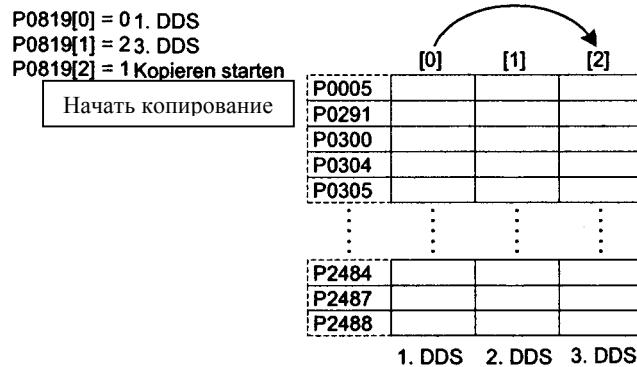 P0819[0] = 0 1. DDS
P0819[1] = 2 3. DDS
P0819[2] = 1 Kopieren starten
Начать копирование
[0] [1] [2]
P0005
P0291
P0300
P0304
P0305
P2484
P2487
P2488
1. DDS 2. DDS 3. DDS